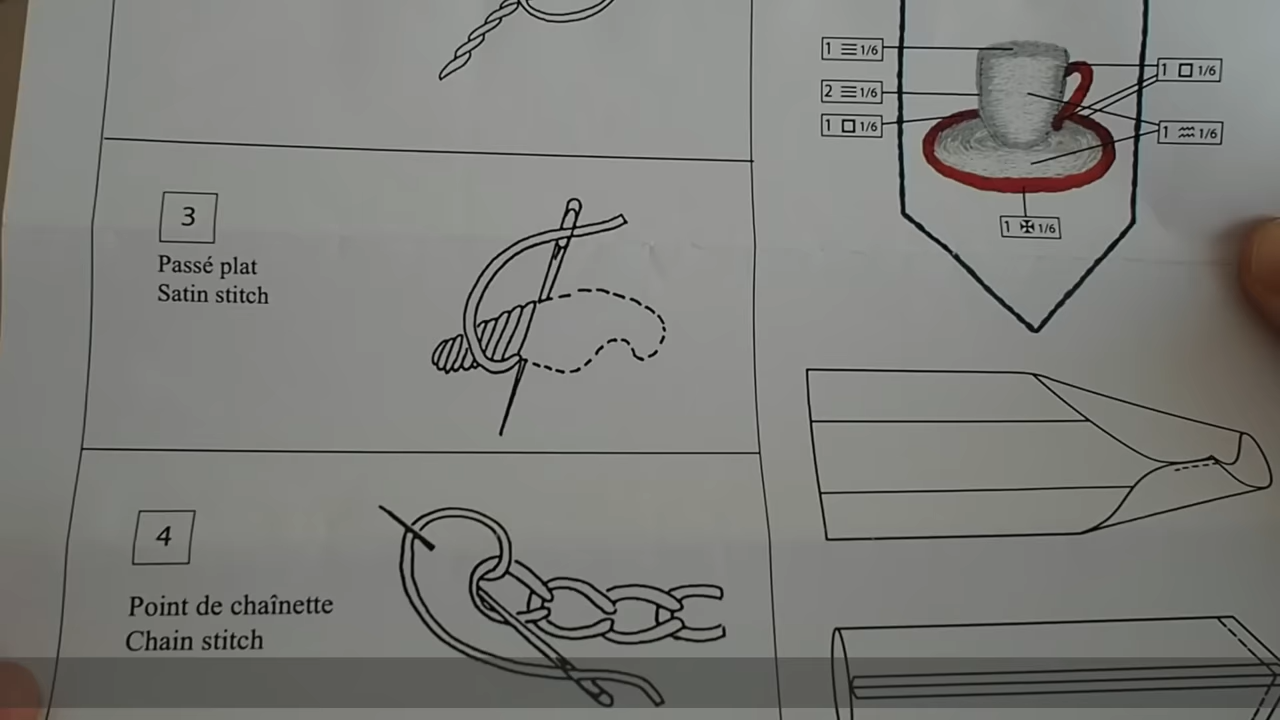 3
Passé plat
Satin stitch
4
Point de chaînette
Chain stitch
1 1/6
2 1/6
1 1/6
1 1/6
1 1/6
1 1/6